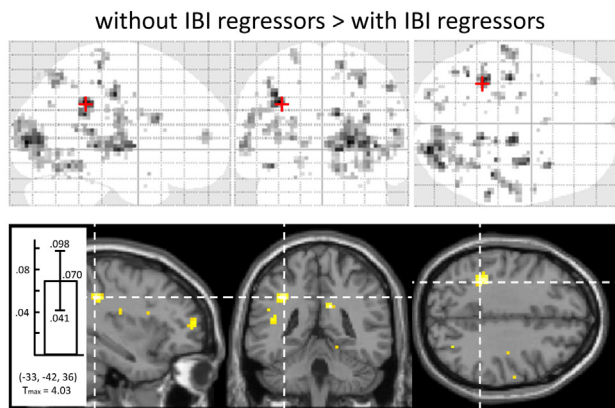 without IBI regressors > with IBI regressors
.098
.08
.070
.04
.041
(-33, -42, 36)
Tmax = 4.03